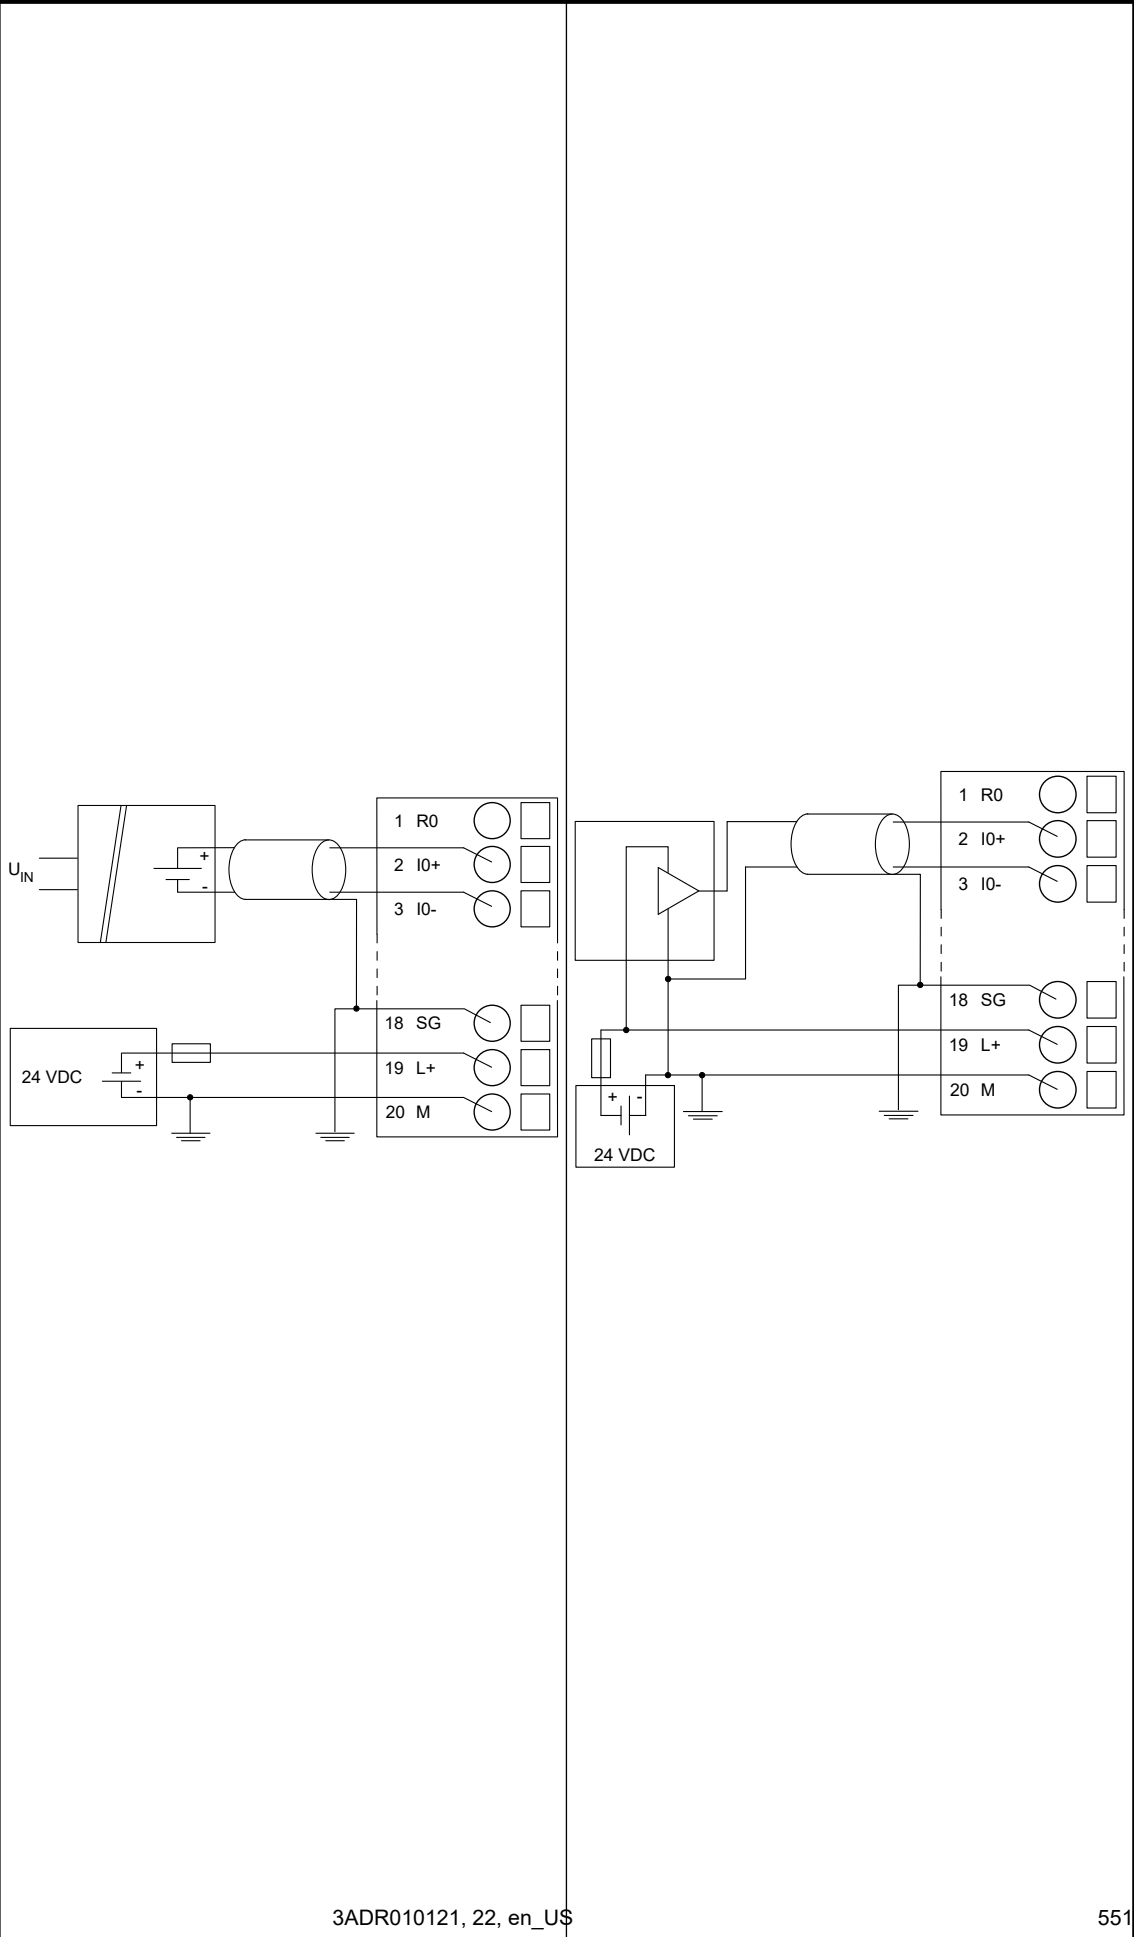 U_IN
+
-
1 R0
2 I0+
3 I0-
18 SG
19 L+
20 M
24 VDC
+
-
1 R0
2 I0+
3 I0-
18 SG
19 L+
20 M
+ -
24 VDC
3ADR010121, 22, en_US
551